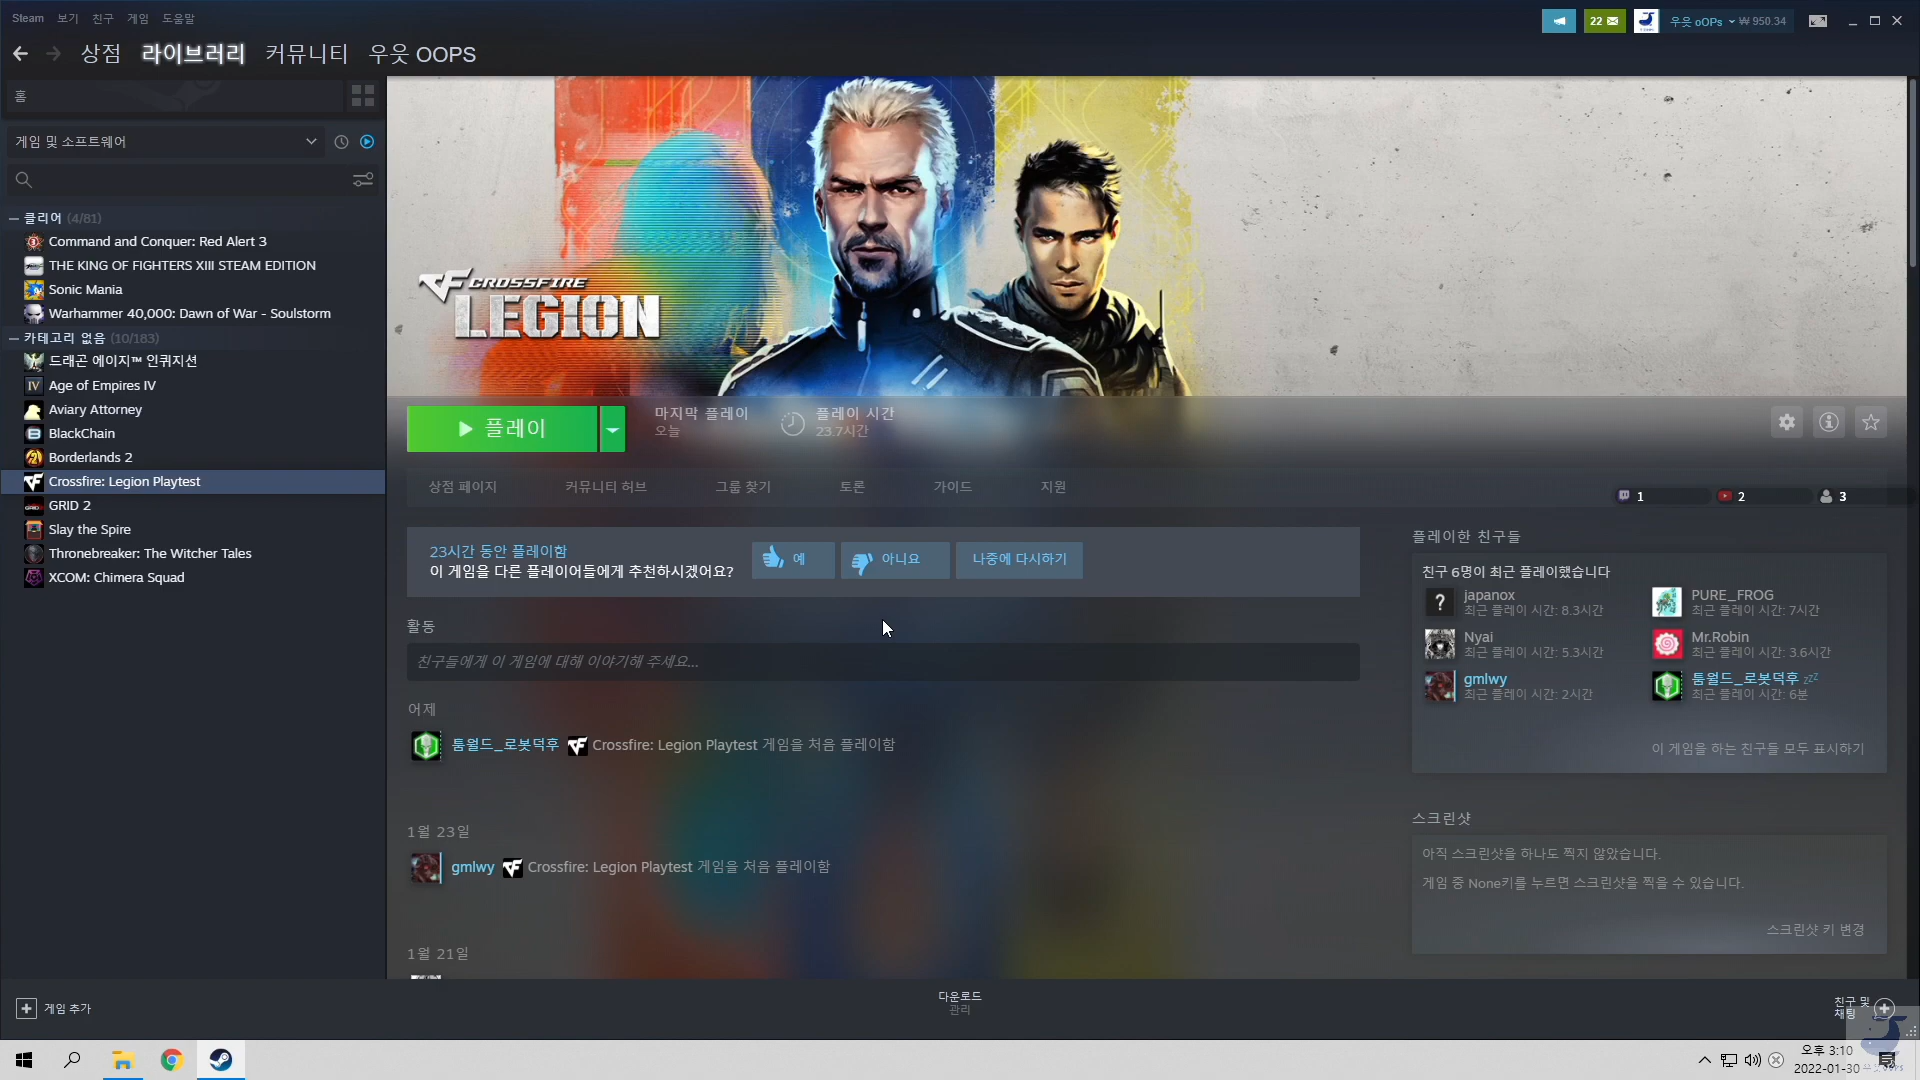 Steam 보기 친구 게임 도움말
22
우웃 oOPs ₩ 950.34
상점 라이브러리 커뮤니티 우웃 OOPS
홈
게임 및 소프트웨어
클리어 (4/81)
Command and Conquer: Red Alert 3
THE KING OF FIGHTERS XIII STEAM EDITION
Sonic Mania
Warhammer 40,000: Dawn of War - Soulstorm
카테고리 없음 (10/183)
드래곤 에이지™ 인퀴지션
Age of Empires IV
Aviary Attorney
BlackChain
Borderlands 2
Crossfire: Legion Playtest
GRID 2
Slay the Spire
Thronebreaker: The Witcher Tales
XCOM: Chimera Squad
CROSSFIRE
LEGION
플레이
마지막 플레이
오늘
플레이 시간
23.7시간
상점 페이지 커뮤니티 허브 그룹 찾기 토론 가이드 지원
1 2 3
23시간 동안 플레이함
이 게임을 다른 플레이어들에게 추천하시겠어요?
예 아니요 나중에 다시하기
활동
친구들에게 이 게임에 대해 이야기해 주세요...
어제
툼월드_로봇덕후 Crossfire: Legion Playtest 게임을 처음 플레이함
1월 23일
gmlwy Crossfire: Legion Playtest 게임을 처음 플레이함
1월 21일
플레이한 친구들
친구 6명이 최근 플레이했습니다
japanox
최근 플레이 시간: 8.3시간
PURE_FROG
최근 플레이 시간: 7시간
Nyai
최근 플레이 시간: 5.3시간
Mr.Robin
최근 플레이 시간: 3.6시간
gmlwy
최근 플레이 시간: 2시간
툼월드_로봇덕후 zZZ
최근 플레이 시간: 6분
이 게임을 하는 친구들 모두 표시하기
스크린샷
아직 스크린샷을 하나도 찍지 않았습니다.
게임 중 None키를 누르면 스크린샷을 찍을 수 있습니다.
스크린샷 키 변경
게임 추가
다운로드
관리
친구 및
채팅
오후 3:10
2022-01-30